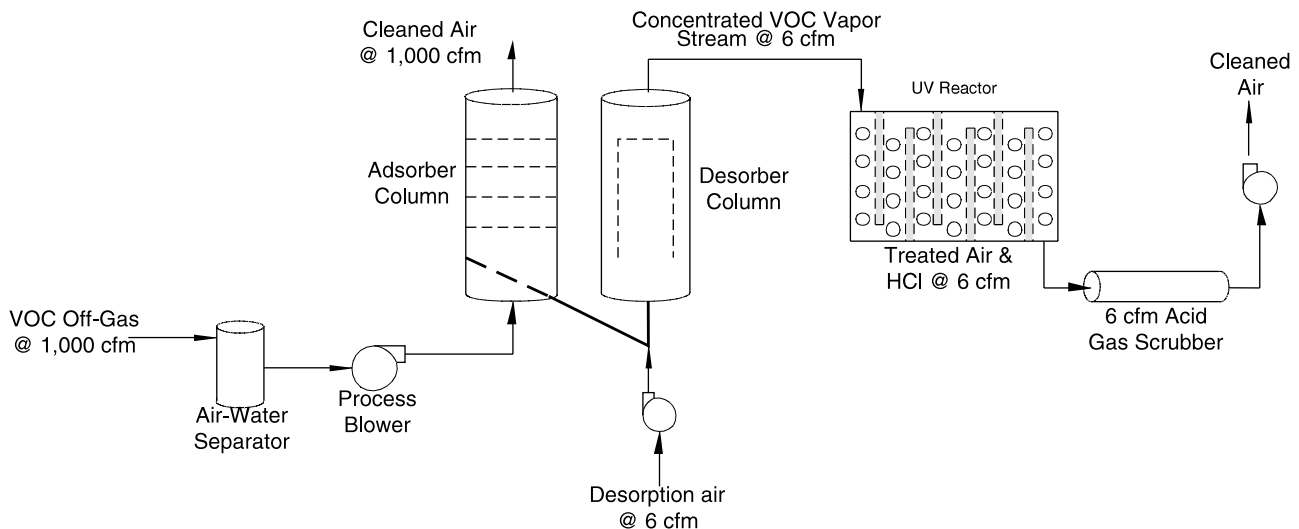 Cleaned Air
@ 1,000 cfm
Concentrated VOC Vapor
Stream @ 6 cfm
Cleaned
Air
UV Reactor
Adsorber
Column
Desorber
Column
Treated Air &
HCl @ 6 cfm
VOC Off-Gas
@ 1,000 cfm
6 cfm Acid
Gas Scrubber
Air-Water
Separator
Process
Blower
Desorption air
@ 6 cfm